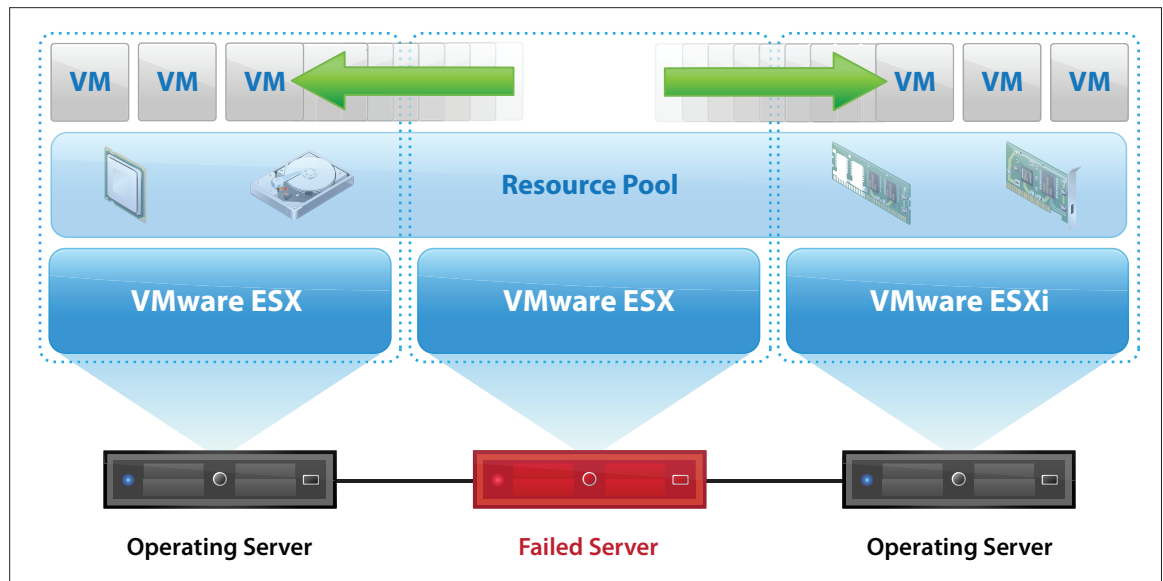 VM VM VM VM VM VM
Resource Pool
VMware ESX VMware ESX VMware ESXi
Operating Server Failed Server Operating Server